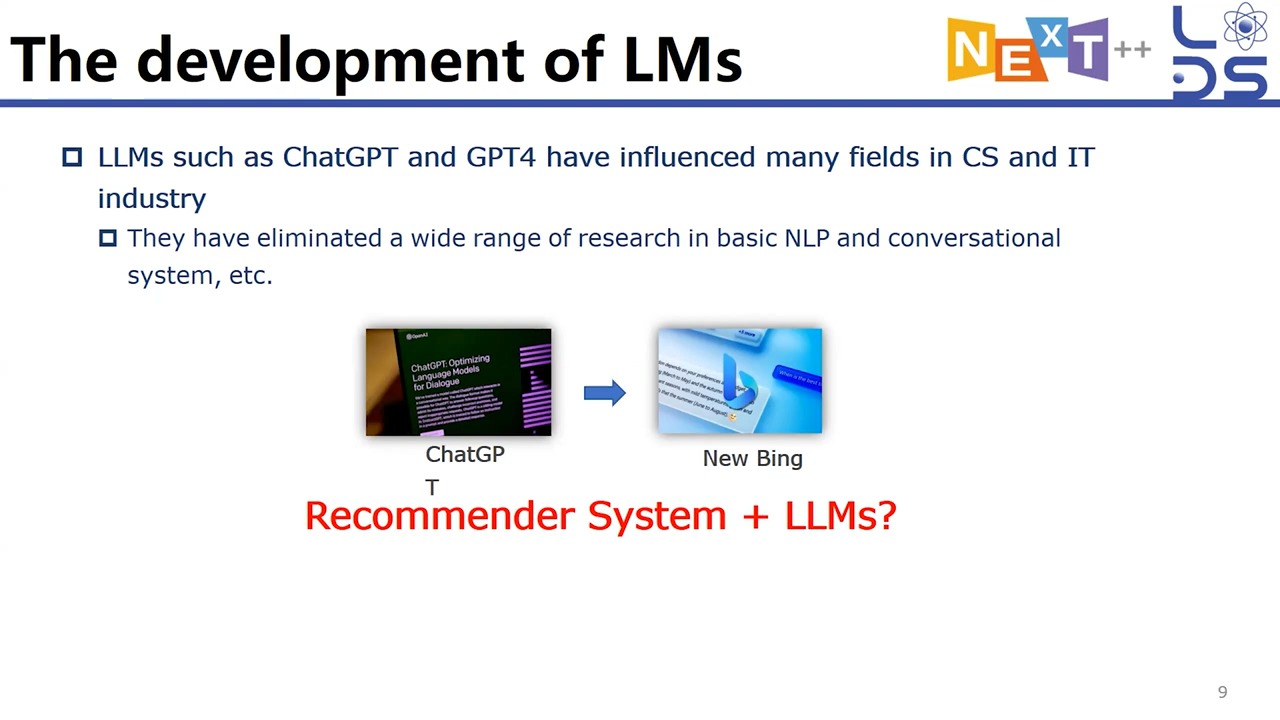 The development of LMs
NExT++
LDS
LLMs such as ChatGPT and GPT4 have influenced many fields in CS and IT
industry
They have eliminated a wide range of research in basic NLP and conversational
system, etc.
OpenAI
ChatGPT: Optimizing
Language Models
for Dialogue
ChatGP
T
New Bing
Recommender System + LLMs?
9